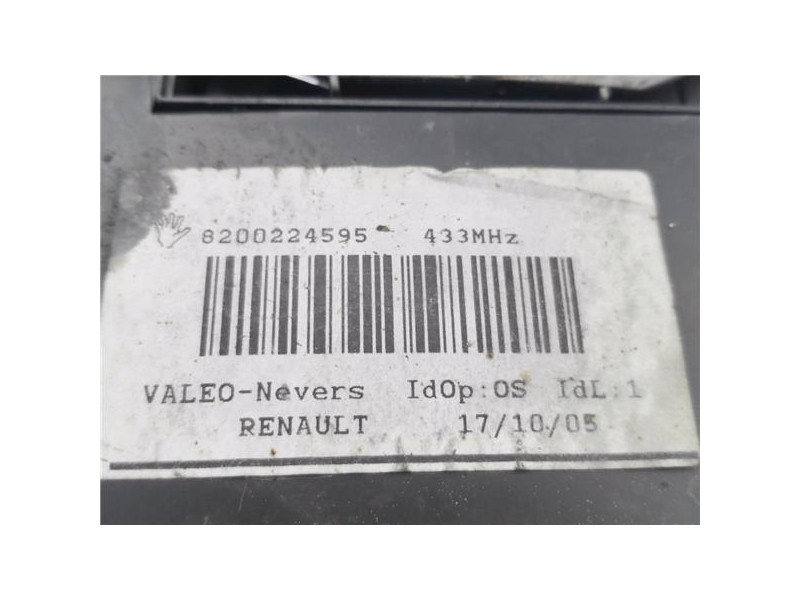 8200224595 433MHz
VALEO-Nevers IdOp:OS IdL:1
RENAULT 17/10/05